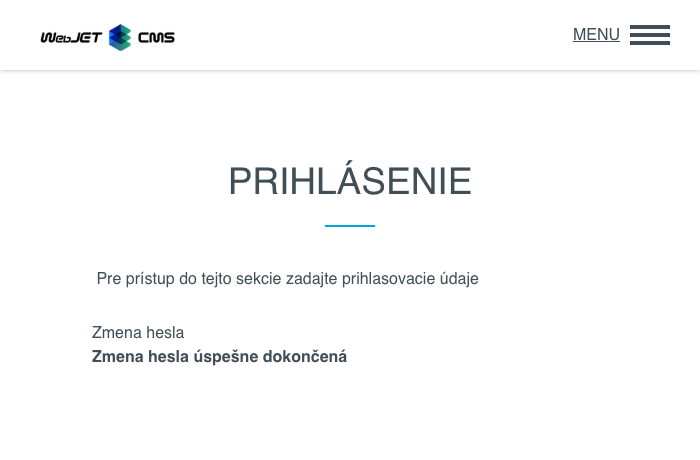 WebJET CMS
MENU
PRIHLÁSENIE
Pre prístup do tejto sekcie zadajte prihlasovacie údaje
Zmena hesla
Zmena hesla úspešne dokončená